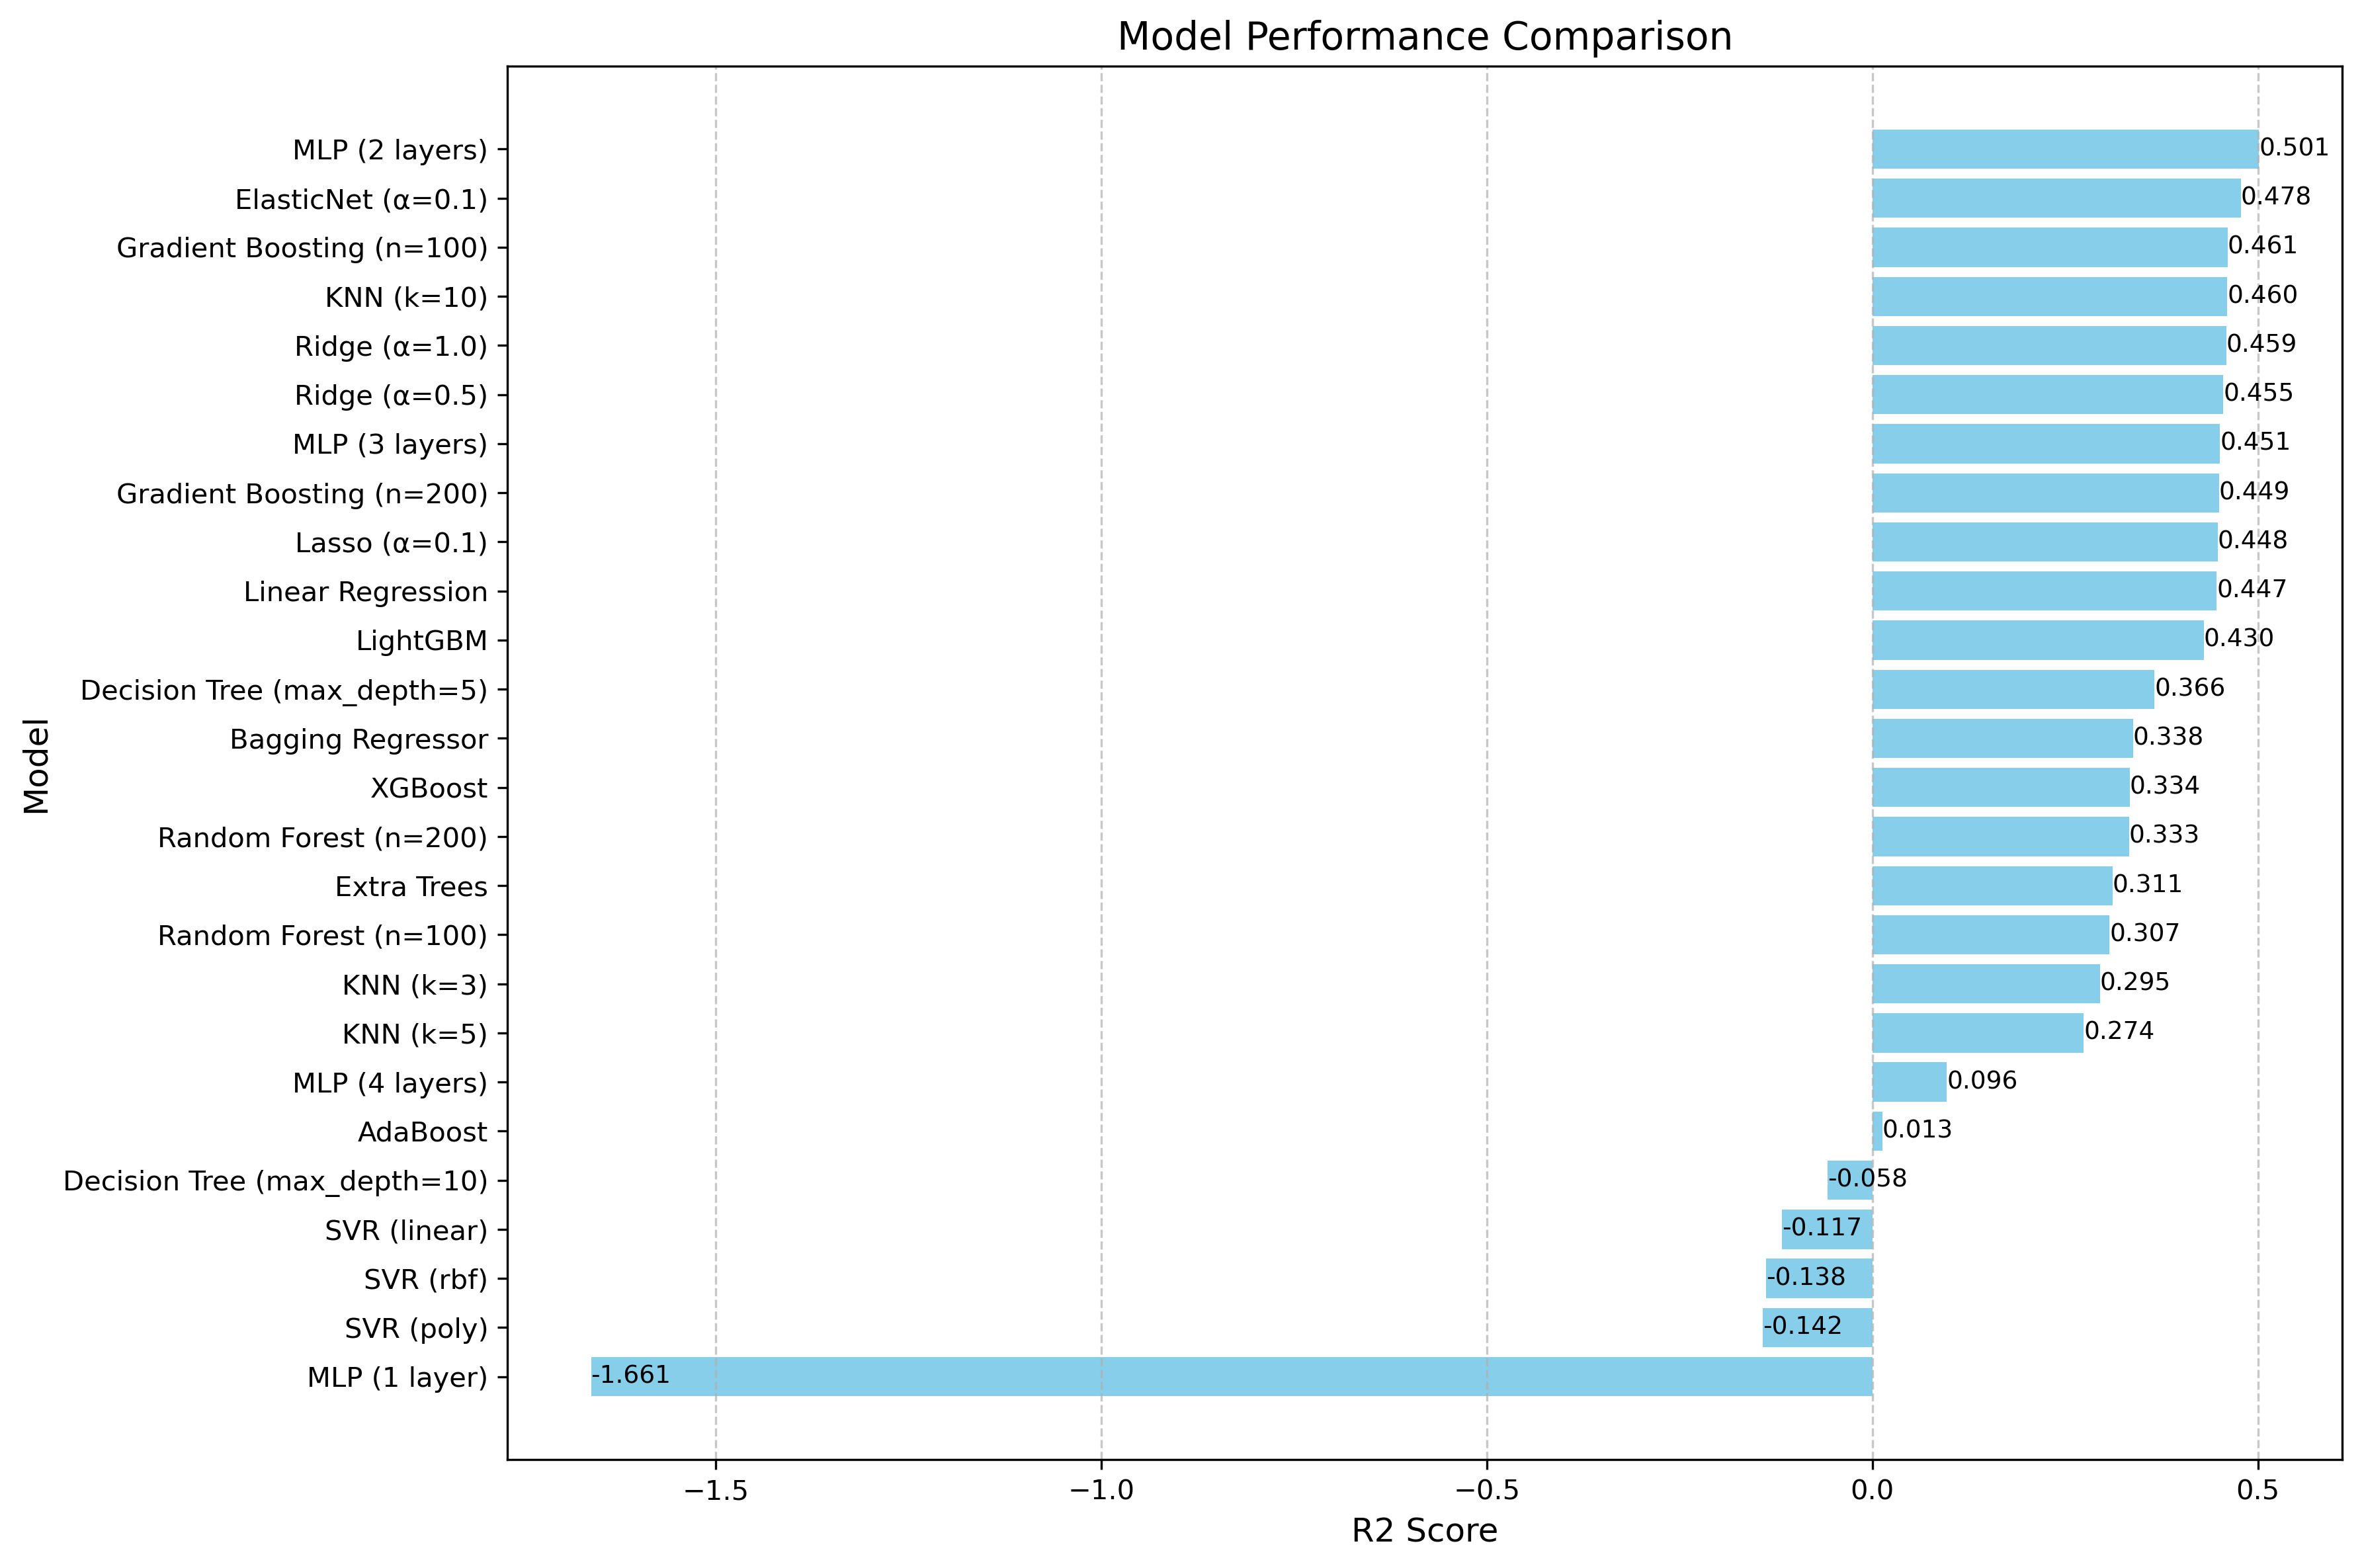 Model Performance Comparison
MLP (2 layers) 0.501
ElasticNet (α=0.1) 0.478
Gradient Boosting (n=100) 0.461
KNN (k=10) 0.460
Ridge (α=1.0) 0.459
Ridge (α=0.5) 0.455
MLP (3 layers) 0.451
Gradient Boosting (n=200) 0.449
Lasso (α=0.1) 0.448
Linear Regression 0.447
LightGBM 0.430
Decision Tree (max_depth=5) 0.366
Bagging Regressor 0.338
XGBoost 0.334
Random Forest (n=200) 0.333
Extra Trees 0.311
Random Forest (n=100) 0.307
KNN (k=3) 0.295
KNN (k=5) 0.274
MLP (4 layers) 0.096
AdaBoost 0.013
Decision Tree (max_depth=10) -0.058
SVR (linear) -0.117
SVR (rbf) -0.138
SVR (poly) -0.142
MLP (1 layer) -1.661
Model
−1.5 −1.0 −0.5 0.0 0.5
R2 Score